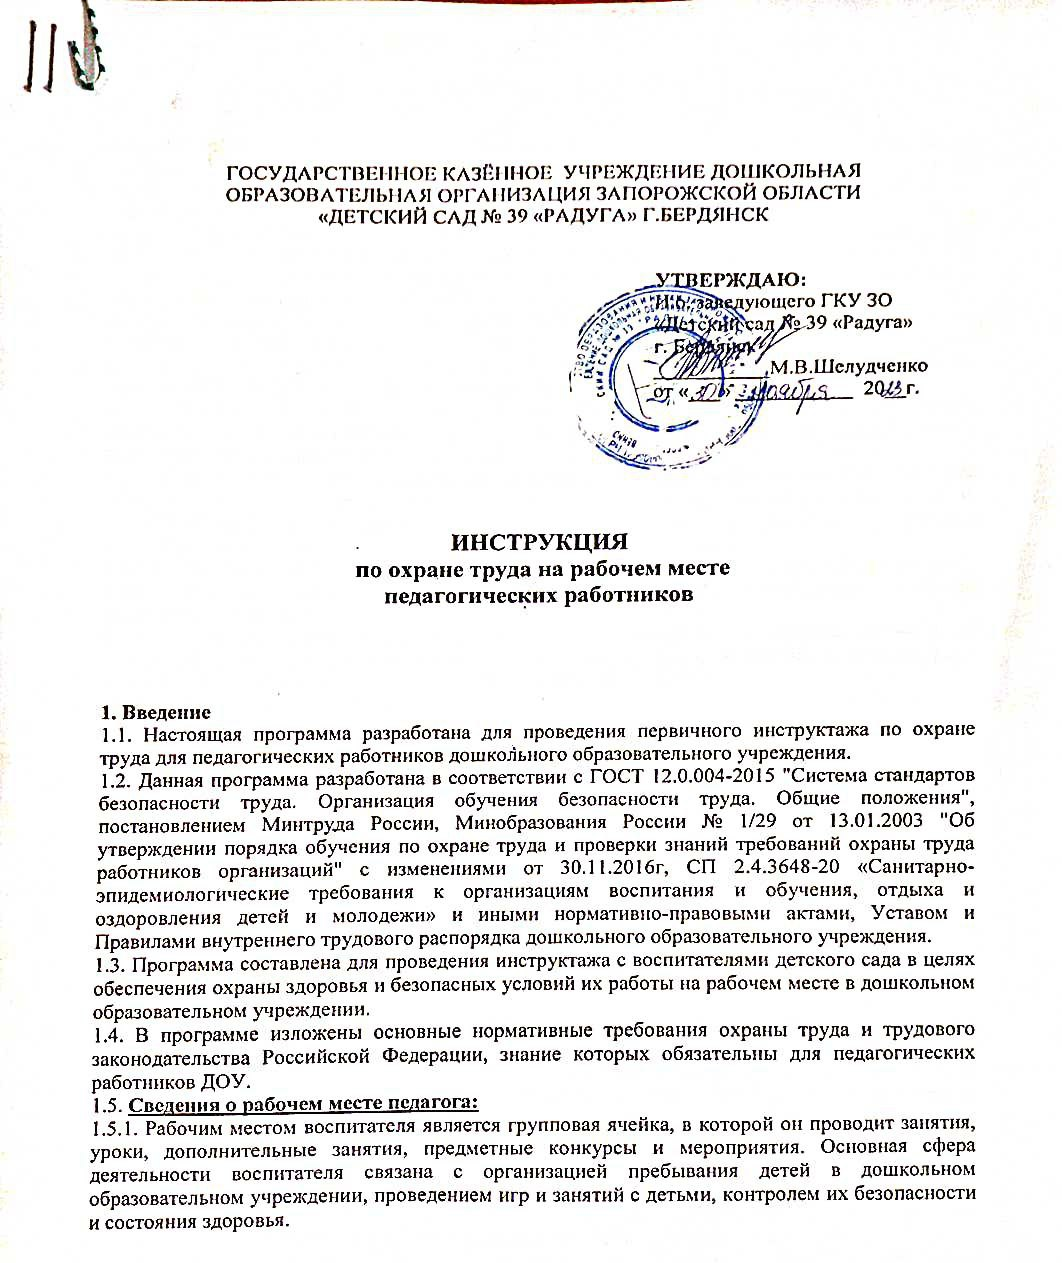 ГОСУДАРСТВЕННОЕ КАЗЁННОЕ УЧРЕЖДЕНИЕ ДОШКОЛЬНАЯ
ОБРАЗОВАТЕЛЬНАЯ ОРГАНИЗАЦИЯ ЗАПОРОЖСКОЙ ОБЛАСТИ
«ДЕТСКИЙ САД № 39 «РАДУГА» Г.БЕРДЯНСК
УТВЕРЖДАЮ:
И.о. заведующего ГКУ ЗО
«Детский сад № 39 «Радуга»
г. Бердянск
М.В.Шелудченко
от «30» ноября 2023г.
ИНСТРУКЦИЯ
по охране труда на рабочем месте
педагогических работников
1. Введение
1.1. Настоящая программа разработана для проведения первичного инструктажа по охране
труда для педагогических работников дошкольного образовательного учреждения.
1.2. Данная программа разработана в соответствии с ГОСТ 12.0.004-2015 "Система стандартов
безопасности труда. Организация обучения безопасности труда. Общие положения",
постановлением Минтруда России, Минобразования России № 1/29 от 13.01.2003 "Об
утверждении порядка обучения по охране труда и проверки знаний требований охраны труда
работников организаций" с изменениями от 30.11.2016г, СП 2.4.3648-20 «Санитарно-
эпидемиологические требования к организациям воспитания и обучения, отдыха и
оздоровления детей и молодежи» и иными нормативно-правовыми актами, Уставом и
Правилами внутреннего трудового распорядка дошкольного образовательного учреждения.
1.3. Программа составлена для проведения инструктажа с воспитателями детского сада в целях
обеспечения охраны здоровья и безопасных условий их работы на рабочем месте в дошкольном
образовательном учреждении.
1.4. В программе изложены основные нормативные требования охраны труда и трудового
законодательства Российской Федерации, знание которых обязательны для педагогических
работников ДОУ.
1.5. Сведения о рабочем месте педагога:
1.5.1. Рабочим местом воспитателя является групповая ячейка, в которой он проводит занятия,
уроки, дополнительные занятия, предметные конкурсы и мероприятия. Основная сфера
деятельности воспитателя связана с организацией пребывания детей в дошкольном
образовательном учреждении, проведением игр и занятий с детьми, контролем их безопасности
и состояния здоровья.